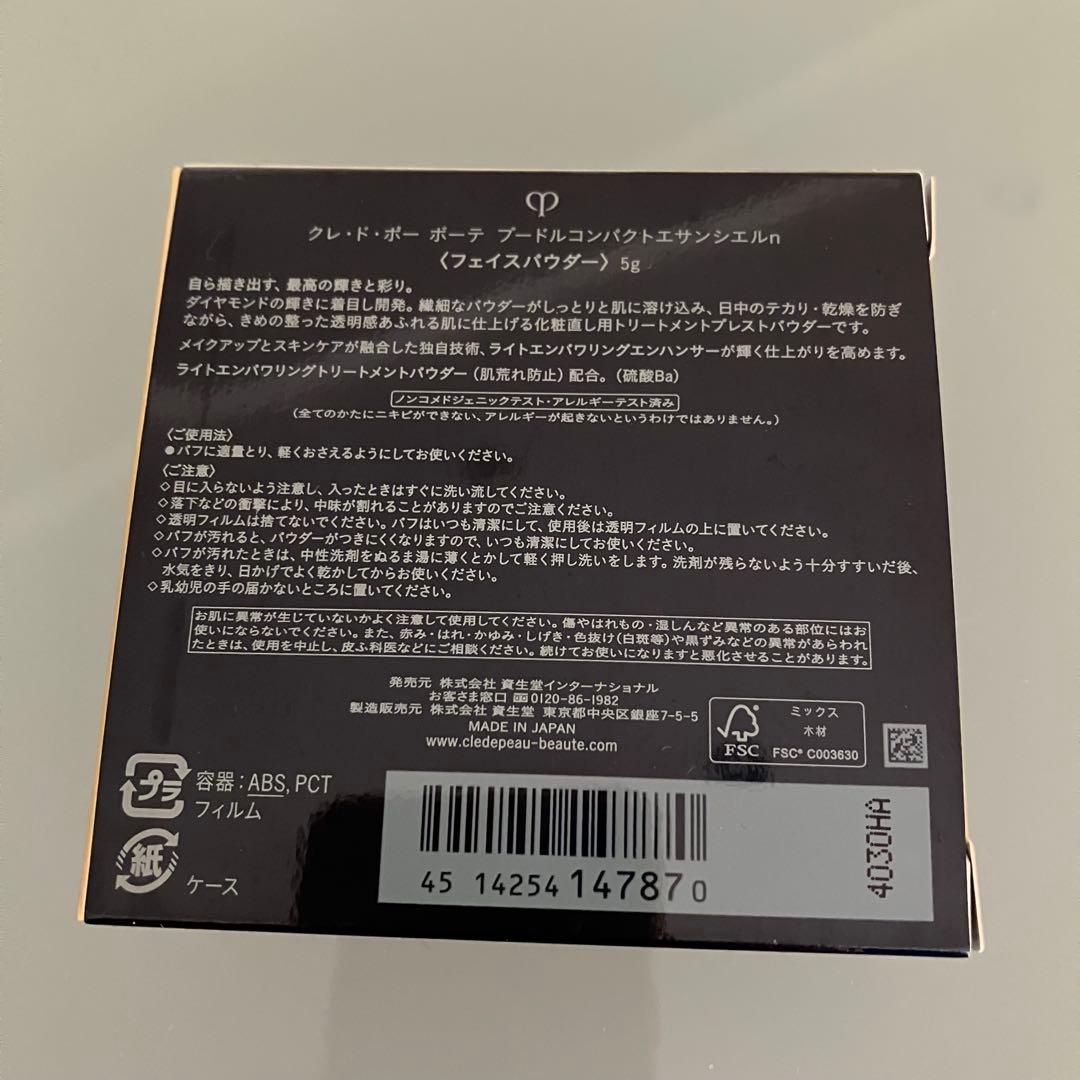 クレ・ド・ポー ボーテ プードルコンパクトエサンシエルn
〈フェイスパウダー〉5g
自ら描き出す、最高の輝きと彩り。
ダイヤモンドの輝きに着目し開発。繊細なパウダーがしっとりと肌に溶け込み、日中のテカリ・乾燥を防ぎ
ながら、きめの整った透明感あふれる肌に仕上げる化粧直し用トリートメントプレストパウダーです。
メイクアップとスキンケアが融合した独自技術、ライトエンパワリングエンハンサーが輝く仕上がりを高めます。
ライトエンパワリングトリートメントパウダー（肌荒れ防止）配合。（硫酸Ba）
ノンコメドジェニックテスト・アレルギーテスト済み
（全てのかたにニキビができない、アレルギーが起きないというわけではありません。）
〈ご使用法〉
●パフに適量とり、軽くおさえるようにしてお使いください。
〈ご注意〉
◇目に入らないよう注意し、入ったときはすぐに洗い流してください。
◇落下などの衝撃により、中味が割れることがありますのでご注意ください。
◇透明フィルムは捨てないでください。パフはいつも清潔にして、使用後は透明フィルムの上に置いてください。
◇パフが汚れると、パウダーがつきにくくなりますので、いつも清潔にしてお使いください。
◇パフが汚れたときは、中性洗剤をぬるま湯に薄くとかして軽く押し洗いをします。洗剤が残らないよう十分すすいだ後、
水気をきり、日かげでよく乾かしてからお使いください。
◇乳幼児の手の届かないところに置いてください。
お肌に異常が生じていないかよく注意して使用してください。傷やはれもの・湿しんなど異常のある部位にはお
使いにならないでください。また、赤み・はれ・かゆみ・しげき・色抜け（白斑等）や黒ずみなどの異常があらわれ
たときは、使用を中止し、皮ふ科医などにご相談ください。続けてお使いになりますと悪化させることがあります。
発売元 株式会社 資生堂インターナショナル
お客さま窓口 0120-86-1982
製造販売元 株式会社 資生堂 東京都中央区銀座7-5-5
MADE IN JAPAN
www.cledepeau-beaute.com
FSC
ミックス
木材
FSC® C003630
プラ
容器：ABS, PCT
フィルム
紙
ケース
45 14254 14787 0
4030HA